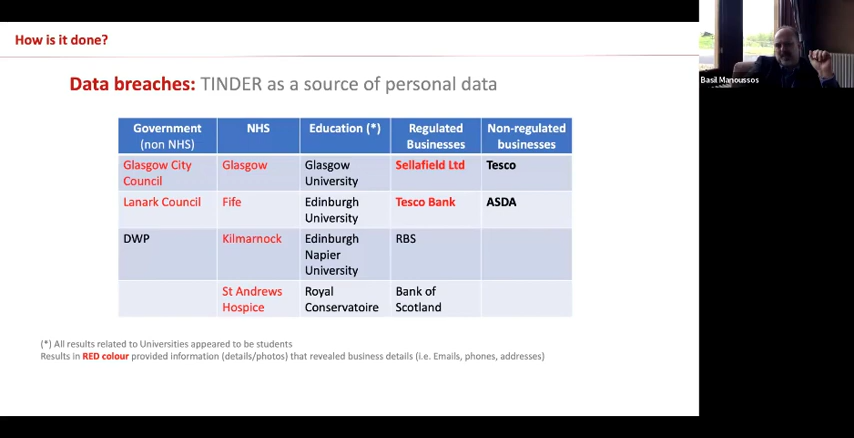 How is it done?
Basil Manoussos
Data breaches: TINDER as a source of personal data
Government NHS Education (*) Regulated Non-regulated
(non NHS) Businesses businesses
Glasgow City Glasgow Glasgow Sellafield Ltd Tesco
Council University
Lanark Council Fife Edinburgh Tesco Bank ASDA
University
DWP Kilmarnock Edinburgh RBS
Napier
University
St Andrews Royal Bank of
Hospice Conservatoire Scotland
(*) All results related to Universities appeared to be students
Results in RED colour provided information (details/photos) that revealed business details (i.e. Emails, phones, addresses)